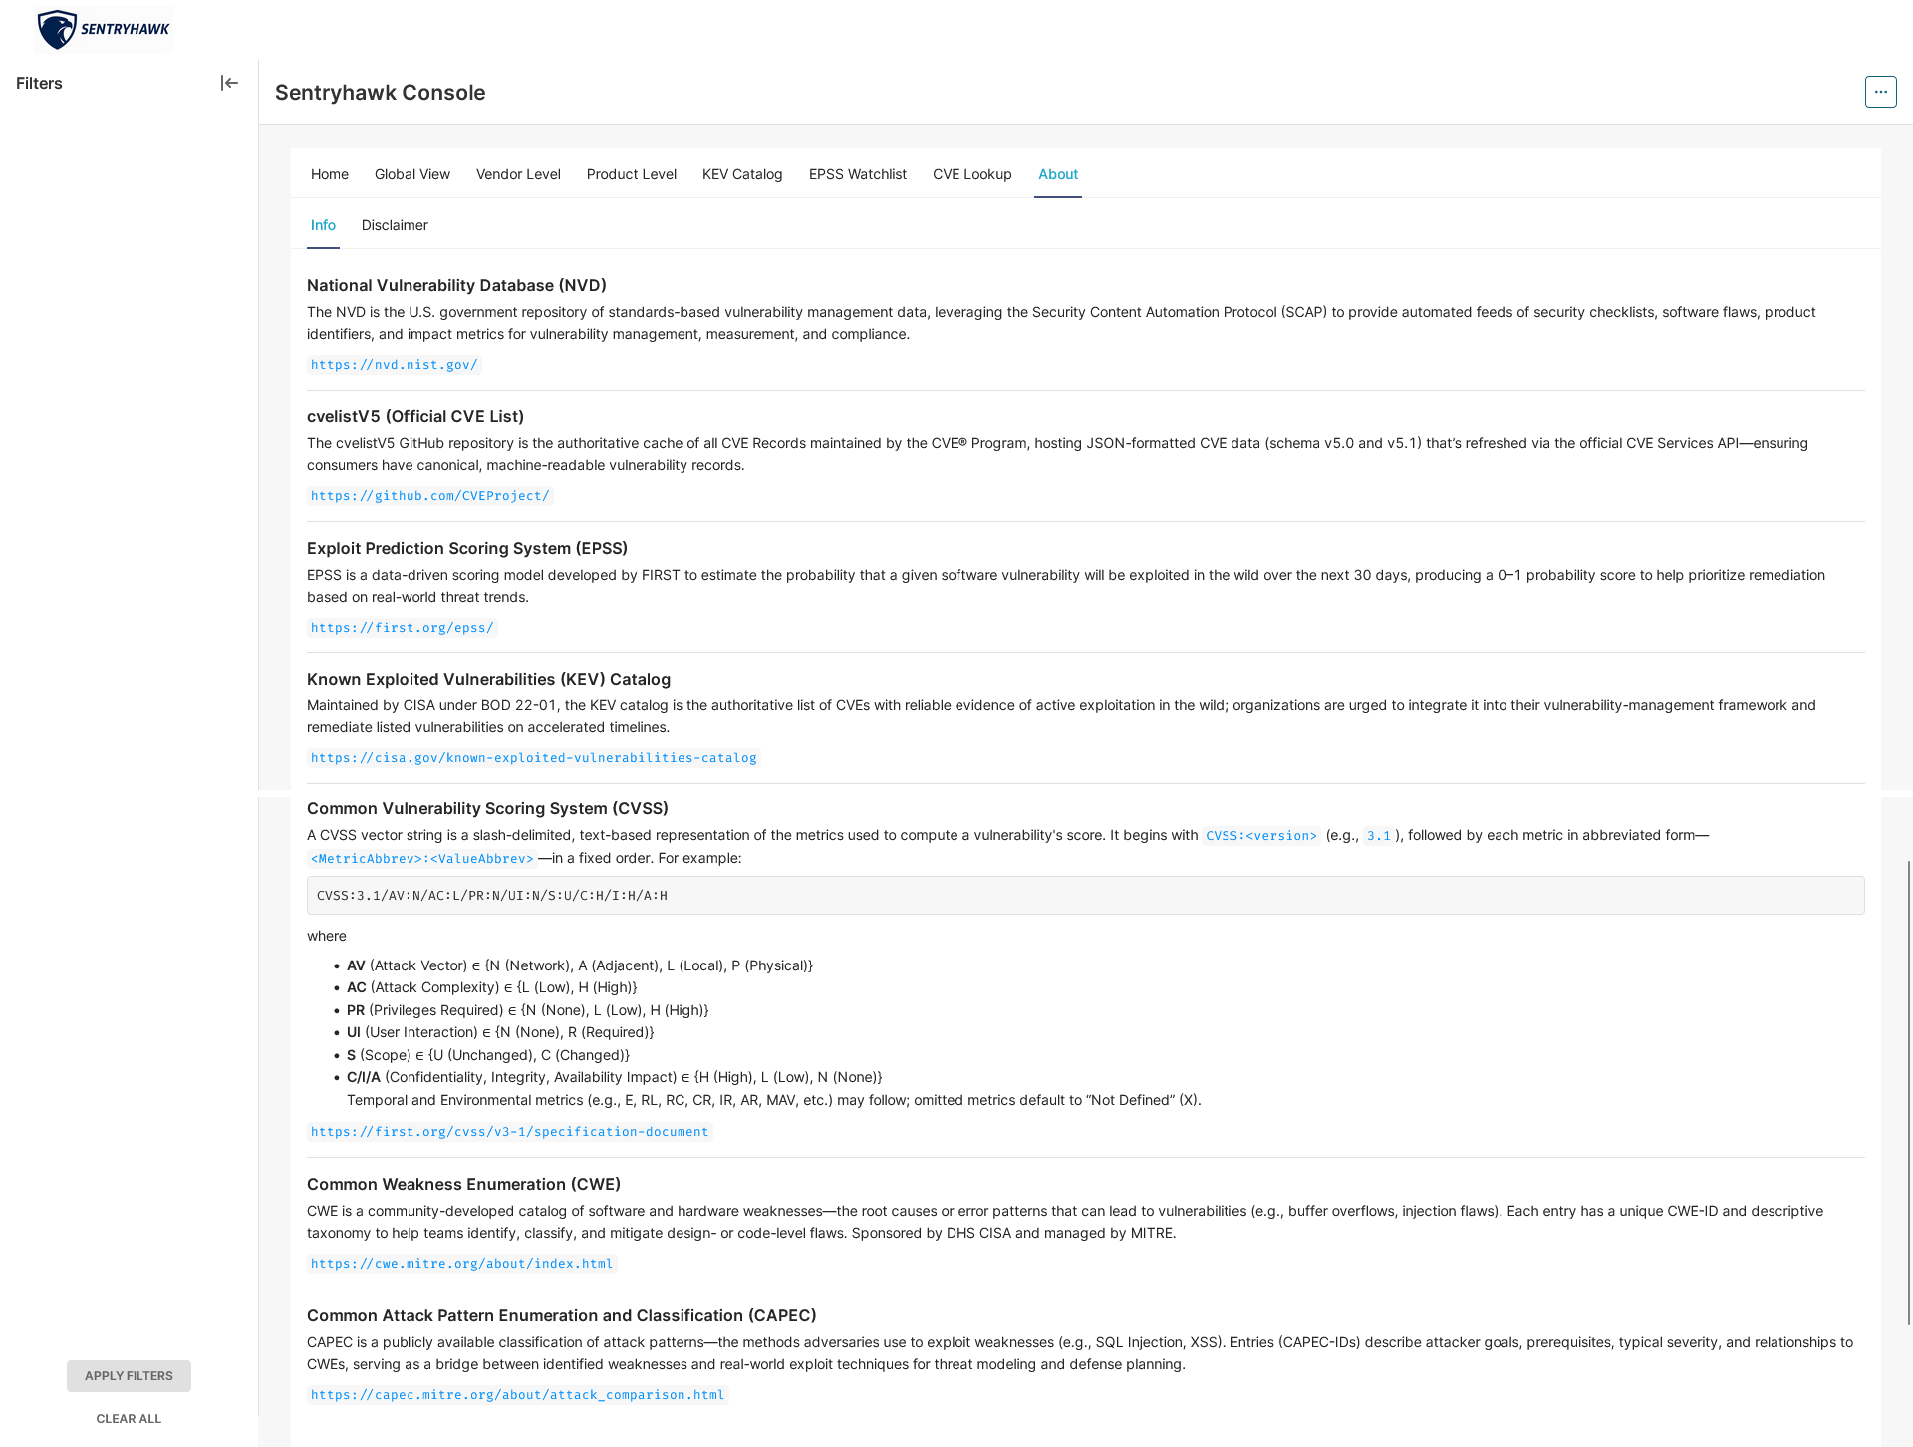 SENTRYHAWK
Filters
Sentryhawk Console
Home Global View Vendor Level Product Level KEV Catalog EPSS Watchlist CVE Lookup About
Info Disclaimer
National Vulnerability Database (NVD)
The NVD is the U.S. government repository of standards-based vulnerability management data, leveraging the Security Content Automation Protocol (SCAP) to provide automated feeds of security checklists, software flaws, product
identifiers, and impact metrics for vulnerability management, measurement, and compliance.
https://nvd.nist.gov/
cvelistV5 (Official CVE List)
The cvelistV5 GitHub repository is the authoritative cache of all CVE Records maintained by the CVE® Program, hosting JSON-formatted CVE data (schema v5.0 and v5.1) that’s refreshed via the official CVE Services API—ensuring
consumers have canonical, machine-readable vulnerability records.
https://github.com/CVEProject/
Exploit Prediction Scoring System (EPSS)
EPSS is a data-driven scoring model developed by FIRST to estimate the probability that a given software vulnerability will be exploited in the wild over the next 30 days, producing a 0–1 probability score to help prioritize remediation
based on real-world threat trends.
https://first.org/epss/
Known Exploited Vulnerabilities (KEV) Catalog
Maintained by CISA under BOD 22-01, the KEV catalog is the authoritative list of CVEs with reliable evidence of active exploitation in the wild; organizations are urged to integrate it into their vulnerability-management framework and
remediate listed vulnerabilities on accelerated timelines.
https://cisa.gov/known-exploited-vulnerabilities-catalog
Common Vulnerability Scoring System (CVSS)
A CVSS vector string is a slash-delimited, text-based representation of the metrics used to compute a vulnerability's score. It begins with CVSS:<version> (e.g., 3.1 ), followed by each metric in abbreviated form—
<MetricAbbrev>:<ValueAbbrev> —in a fixed order. For example:
CVSS:3.1/AV:N/AC:L/PR:N/UI:N/S:U/C:H/I:H/A:H
where
• AV (Attack Vector) ∈ {N (Network), A (Adjacent), L (Local), P (Physical)}
• AC (Attack Complexity) ∈ {L (Low), H (High)}
• PR (Privileges Required) ∈ {N (None), L (Low), H (High)}
• UI (User Interaction) ∈ {N (None), R (Required)}
• S (Scope) ∈ {U (Unchanged), C (Changed)}
• C/I/A (Confidentiality, Integrity, Availability Impact) ∈ {H (High), L (Low), N (None)}
Temporal and Environmental metrics (e.g., E, RL, RC, CR, IR, AR, MAV, etc.) may follow; omitted metrics default to “Not Defined” (X).
https://first.org/cvss/v3-1/specification-document
Common Weakness Enumeration (CWE)
CWE is a community-developed catalog of software and hardware weaknesses—the root causes or error patterns that can lead to vulnerabilities (e.g., buffer overflows, injection flaws). Each entry has a unique CWE-ID and descriptive
taxonomy to help teams identify, classify, and mitigate design- or code-level flaws. Sponsored by DHS CISA and managed by MITRE.
https://cwe.mitre.org/about/index.html
Common Attack Pattern Enumeration and Classification (CAPEC)
CAPEC is a publicly available classification of attack patterns—the methods adversaries use to exploit weaknesses (e.g., SQL Injection, XSS). Entries (CAPEC-IDs) describe attacker goals, prerequisites, typical severity, and relationships to
CWEs, serving as a bridge between identified weaknesses and real-world exploit techniques for threat modeling and defense planning.
https://capec.mitre.org/about/attack_comparison.html
APPLY FILTERS
CLEAR ALL